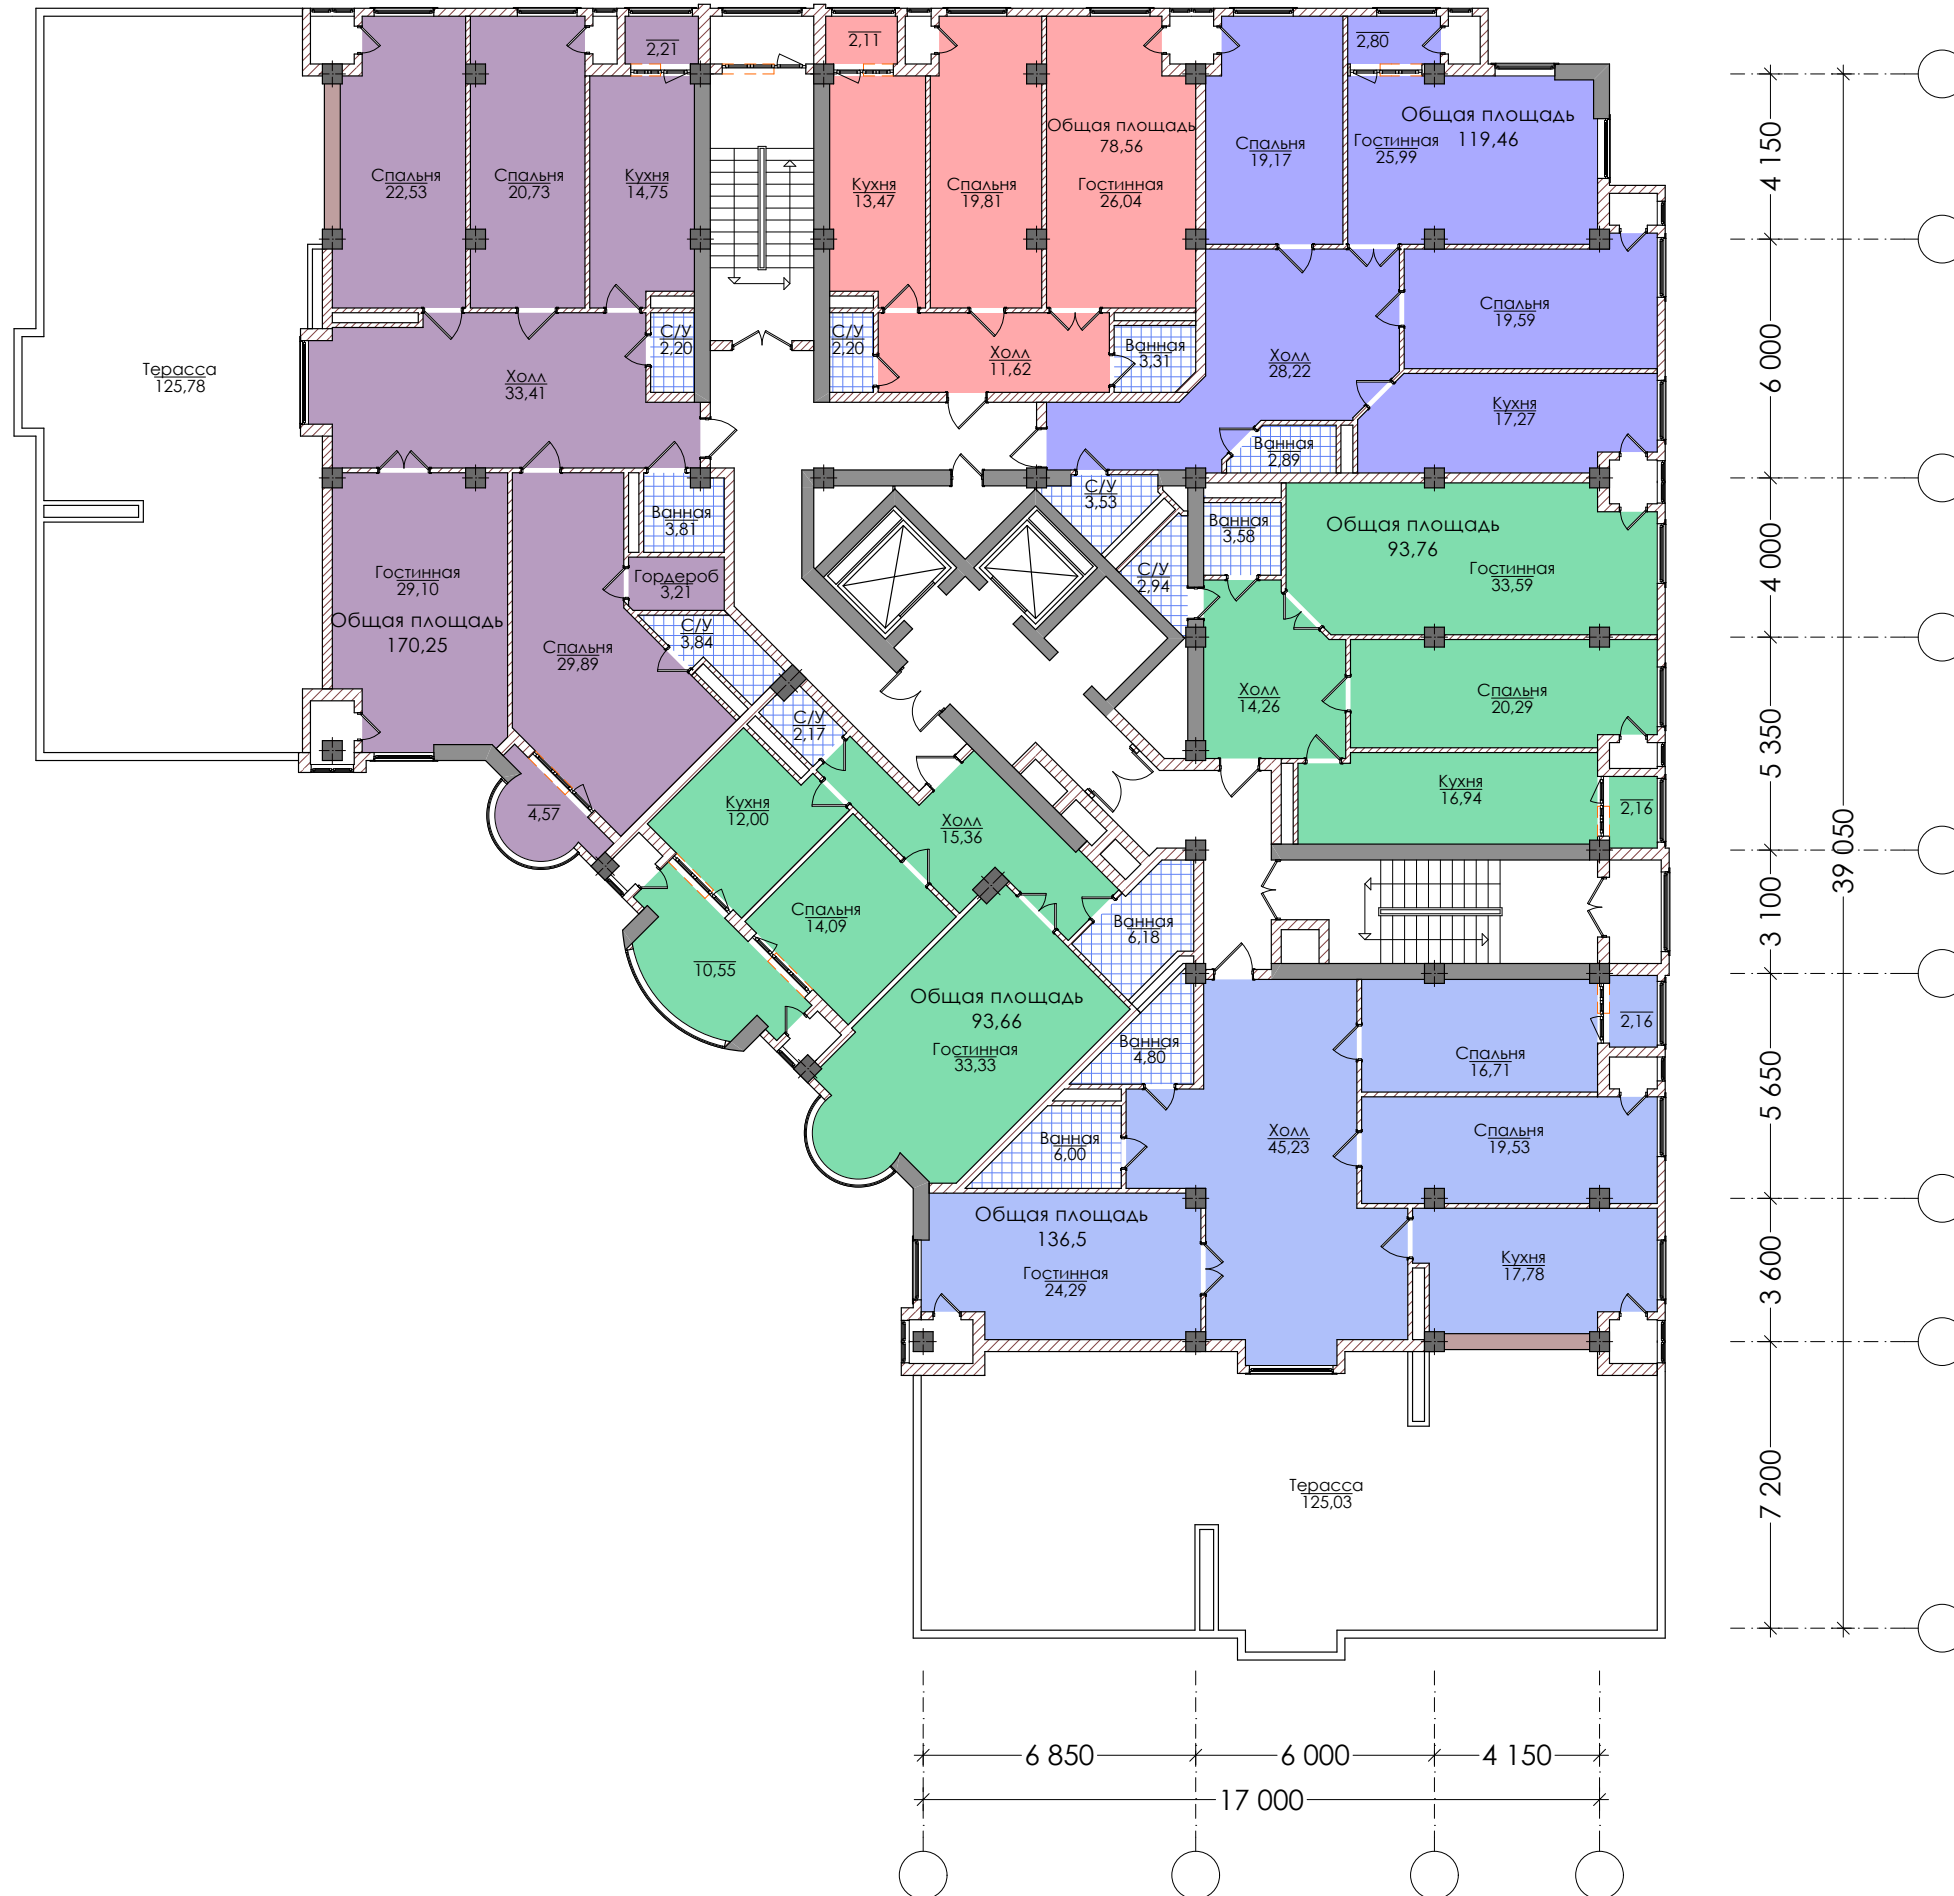 2,21
2,11
2,80
Спальня
22,53
Спальня
20,73
Кухня
14,75
Кухня
13,47
Спальня
19,81
Общая площадь
78,56
Гостинная
26,04
Спальня
19,17
Общая площадь
119,46
Гостинная
25,99
Спальня
19,59
Терасса
125,78
Холл
33,41
С/У
2,20
С/У
2,20
Холл
11,62
Ванная
3,31
Холл
28,22
Кухня
17,27
Ванная
2,89
С/У
3,53
Ванная
3,81
Ванная
3,58
Общая площадь
93,76
Гостинная
33,59
Гостинная
29,10
Общая площадь
170,25
Гордероб
3,21
С/У
2,94
С/У
3,84
Спальня
29,89
Холл
14,26
Спальня
20,29
С/У
2,17
Кухня
16,94
2,16
4,57
Кухня
12,00
Холл
15,36
Спальня
14,09
Ванная
6,18
10,55
Общая площадь
93,66
Гостинная
33,33
Ванная
4,80
Спальня
16,71
2,16
Ванная
6,00
Холл
45,23
Спальня
19,53
Общая площадь
136,5
Гостинная
24,29
Кухня
17,78
Терасса
125,03
4 150
6 000
4 000
5 350
3 100
5 650
3 600
7 200
39 050
6 850
6 000
4 150
17 000